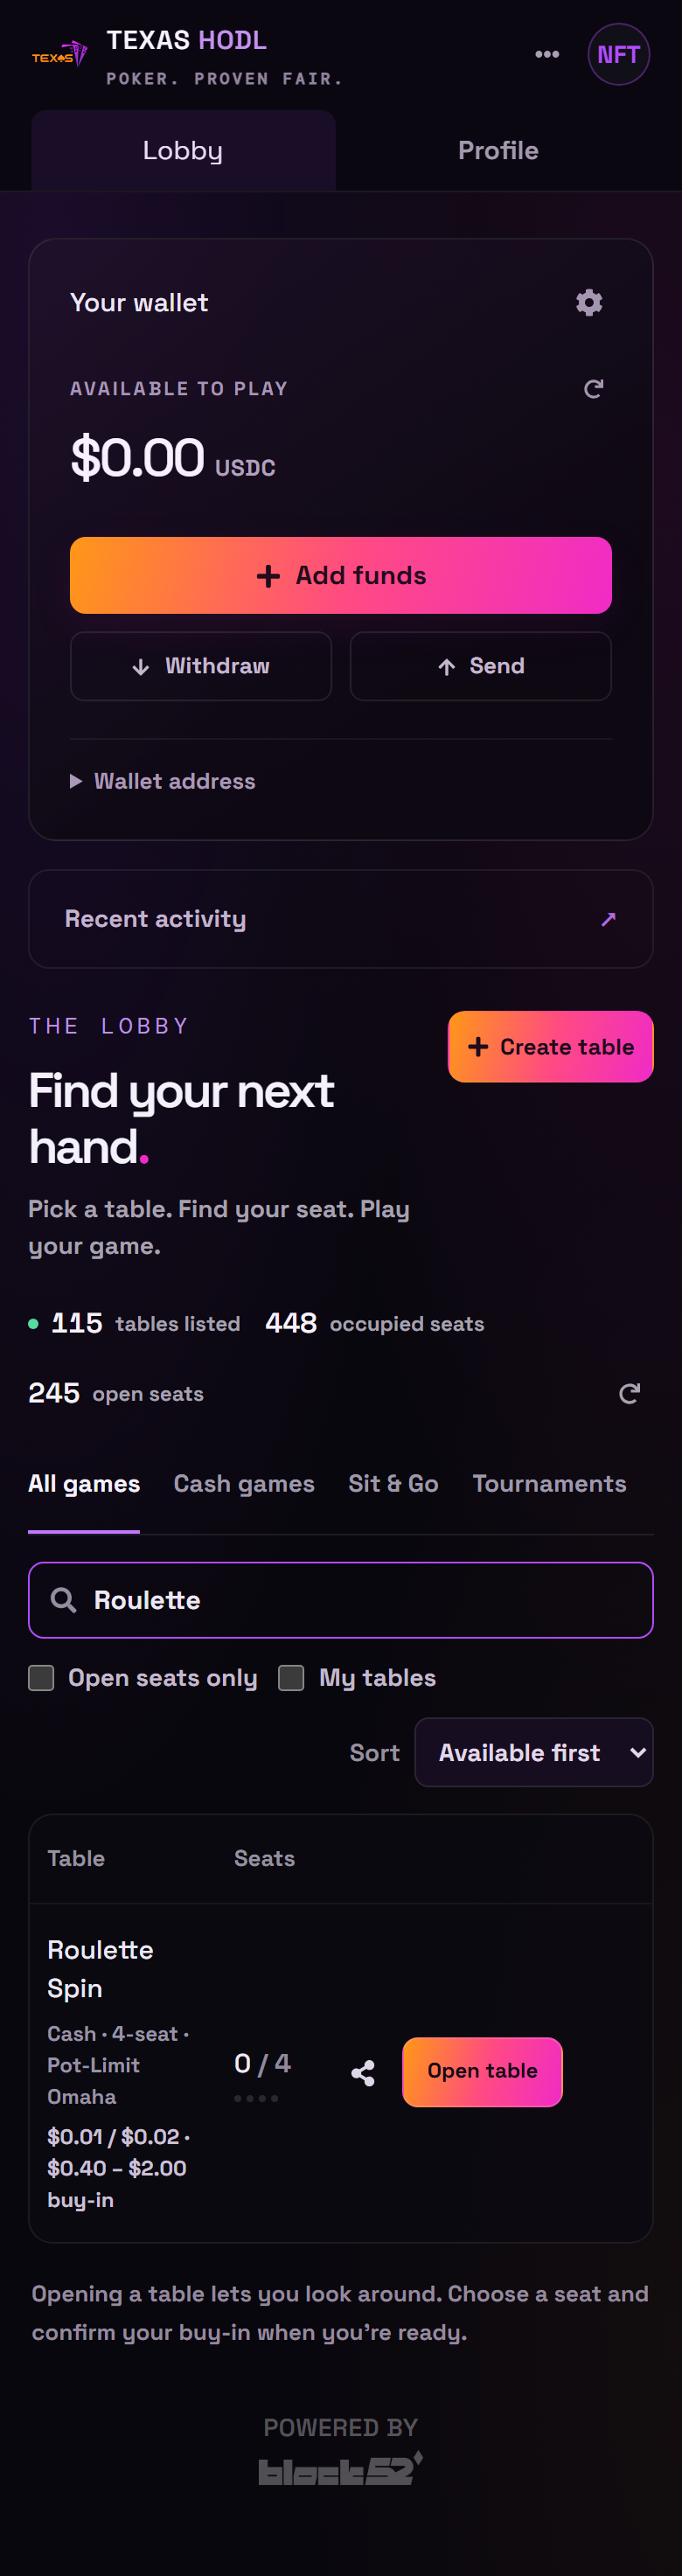 TEXAS
TEXAS HODL
POKER. PROVEN FAIR.
NFT
Lobby
Profile
Your wallet
AVAILABLE TO PLAY
$0.00 USDC
Add funds
Withdraw
Send
Wallet address
Recent activity
THE LOBBY
Create table
Find your next
hand.
Pick a table. Find your seat. Play
your game.
115 tables listed 448 occupied seats
245 open seats
All games Cash games Sit & Go Tournaments
Roulette
Open seats only My tables
Sort Available first
Table Seats
Roulette
Spin
Cash · 4-seat ·
Pot-Limit
Omaha
$0.01 / $0.02 ·
$0.40 – $2.00
buy-in
0 / 4
Open table
Opening a table lets you look around. Choose a seat and
confirm your buy-in when you’re ready.
POWERED BY
block52